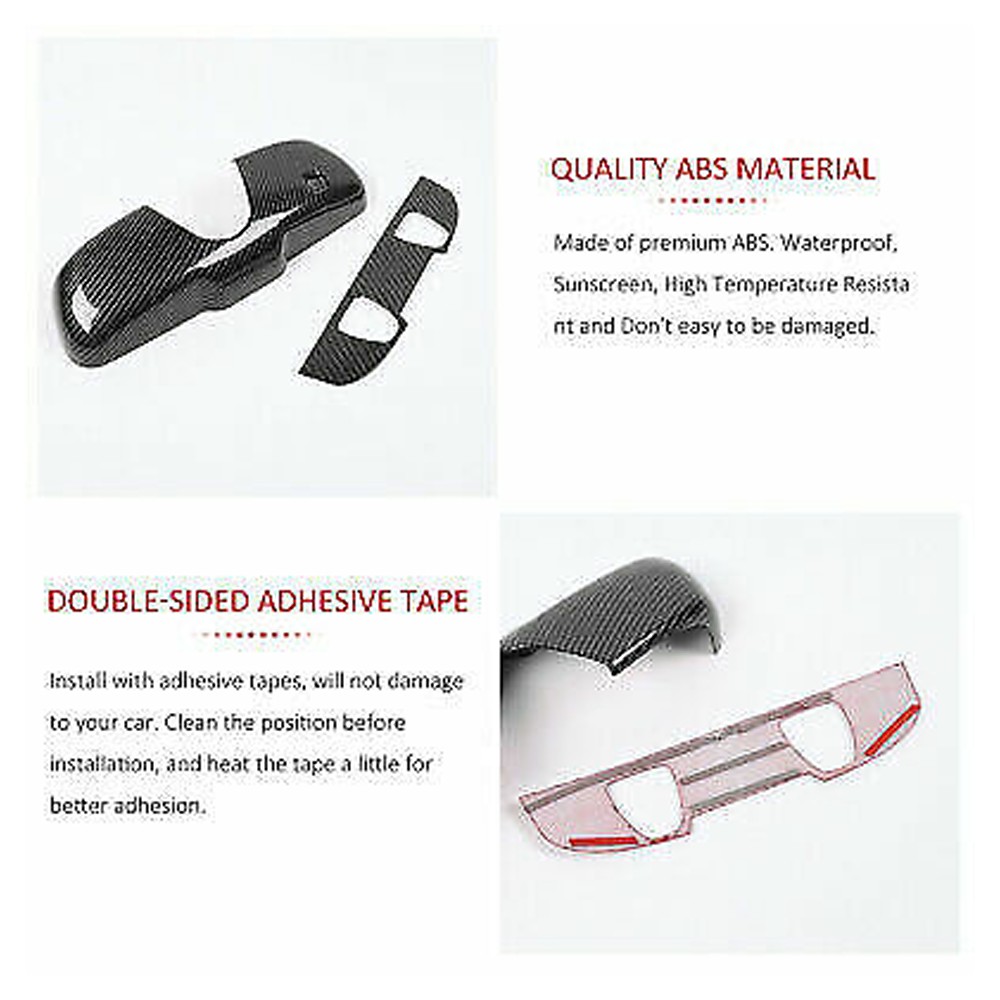 QUALITY ABS MATERIAL
Made of premium ABS. Waterproof,
Sunscreen, High Temperature Resista
nt and Don't easy to be damaged.
DOUBLE-SIDED ADHESIVE TAPE
Install with adhesive tapes, will not damage
to your car. Clean the position before
installation, and heat the tape a little for
better adhesion.